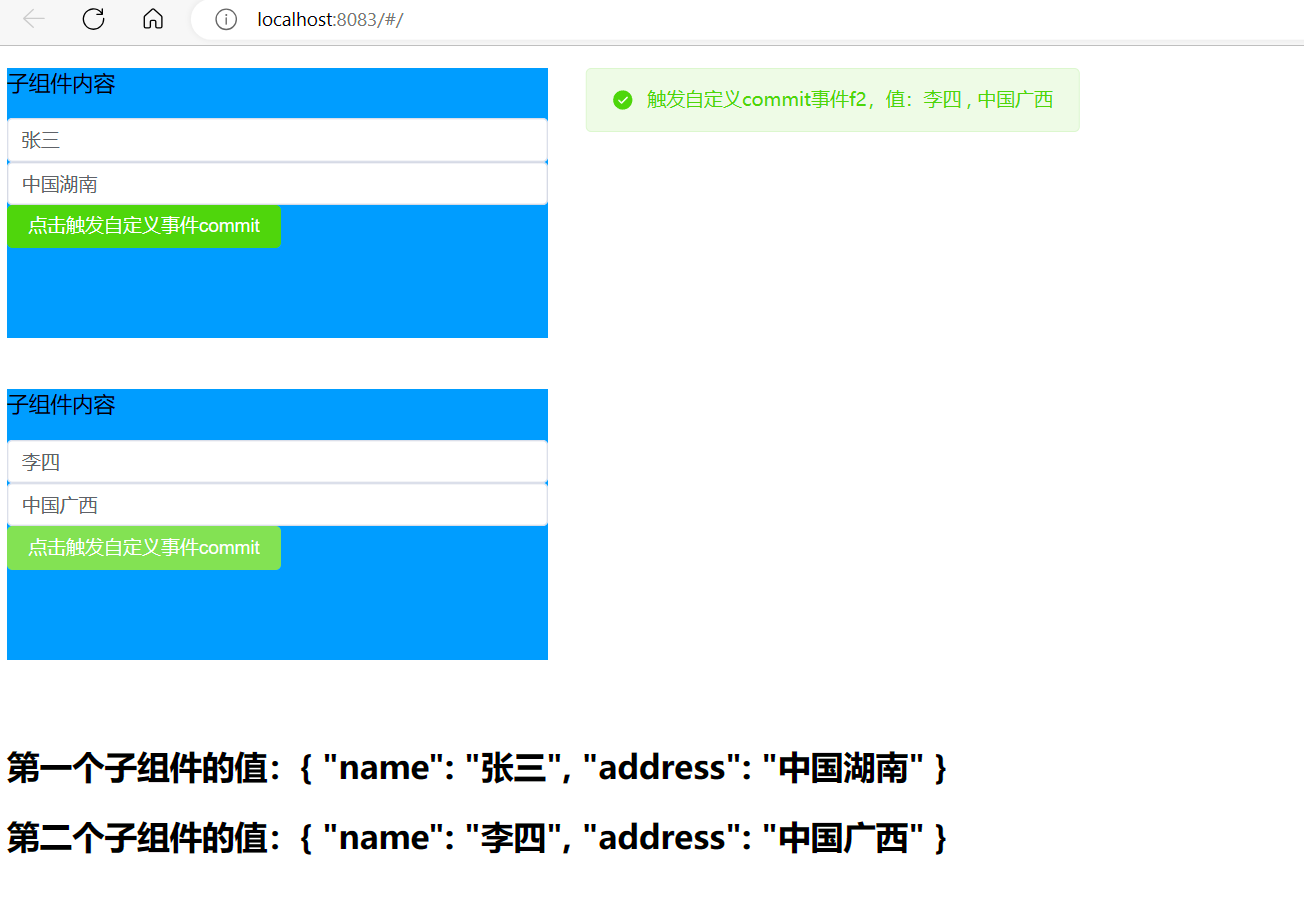 localhost:8083/#/
子组件内容
触发自定义commit事件f2，值：李四 , 中国广西
张三
中国湖南
点击触发自定义事件commit
子组件内容
李四
中国广西
点击触发自定义事件commit
第一个子组件的值：{ "name": "张三", "address": "中国湖南" }
第二个子组件的值：{ "name": "李四", "address": "中国广西" }